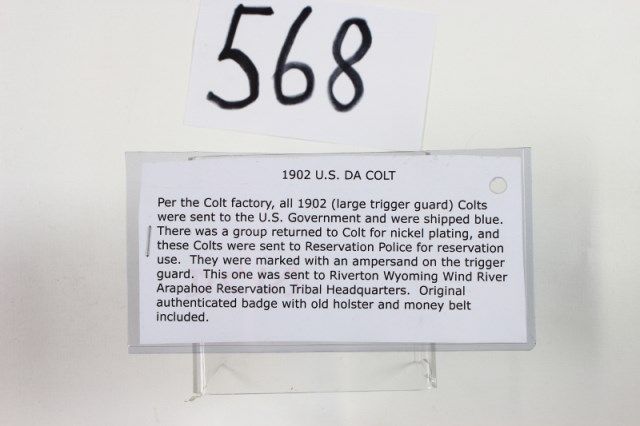 568
1902 U.S. DA COLT
Per the Colt factory, all 1902 (large trigger guard) Colts
were sent to the U.S. Government and were shipped blue.
There was a group returned to Colt for nickel plating, and
these Colts were sent to Reservation Police for reservation
use.  They were marked with an ampersand on the trigger
guard.  This one was sent to Riverton Wyoming Wind River
Arapahoe Reservation Tribal Headquarters.  Original
authenticated badge with old holster and money belt
included.